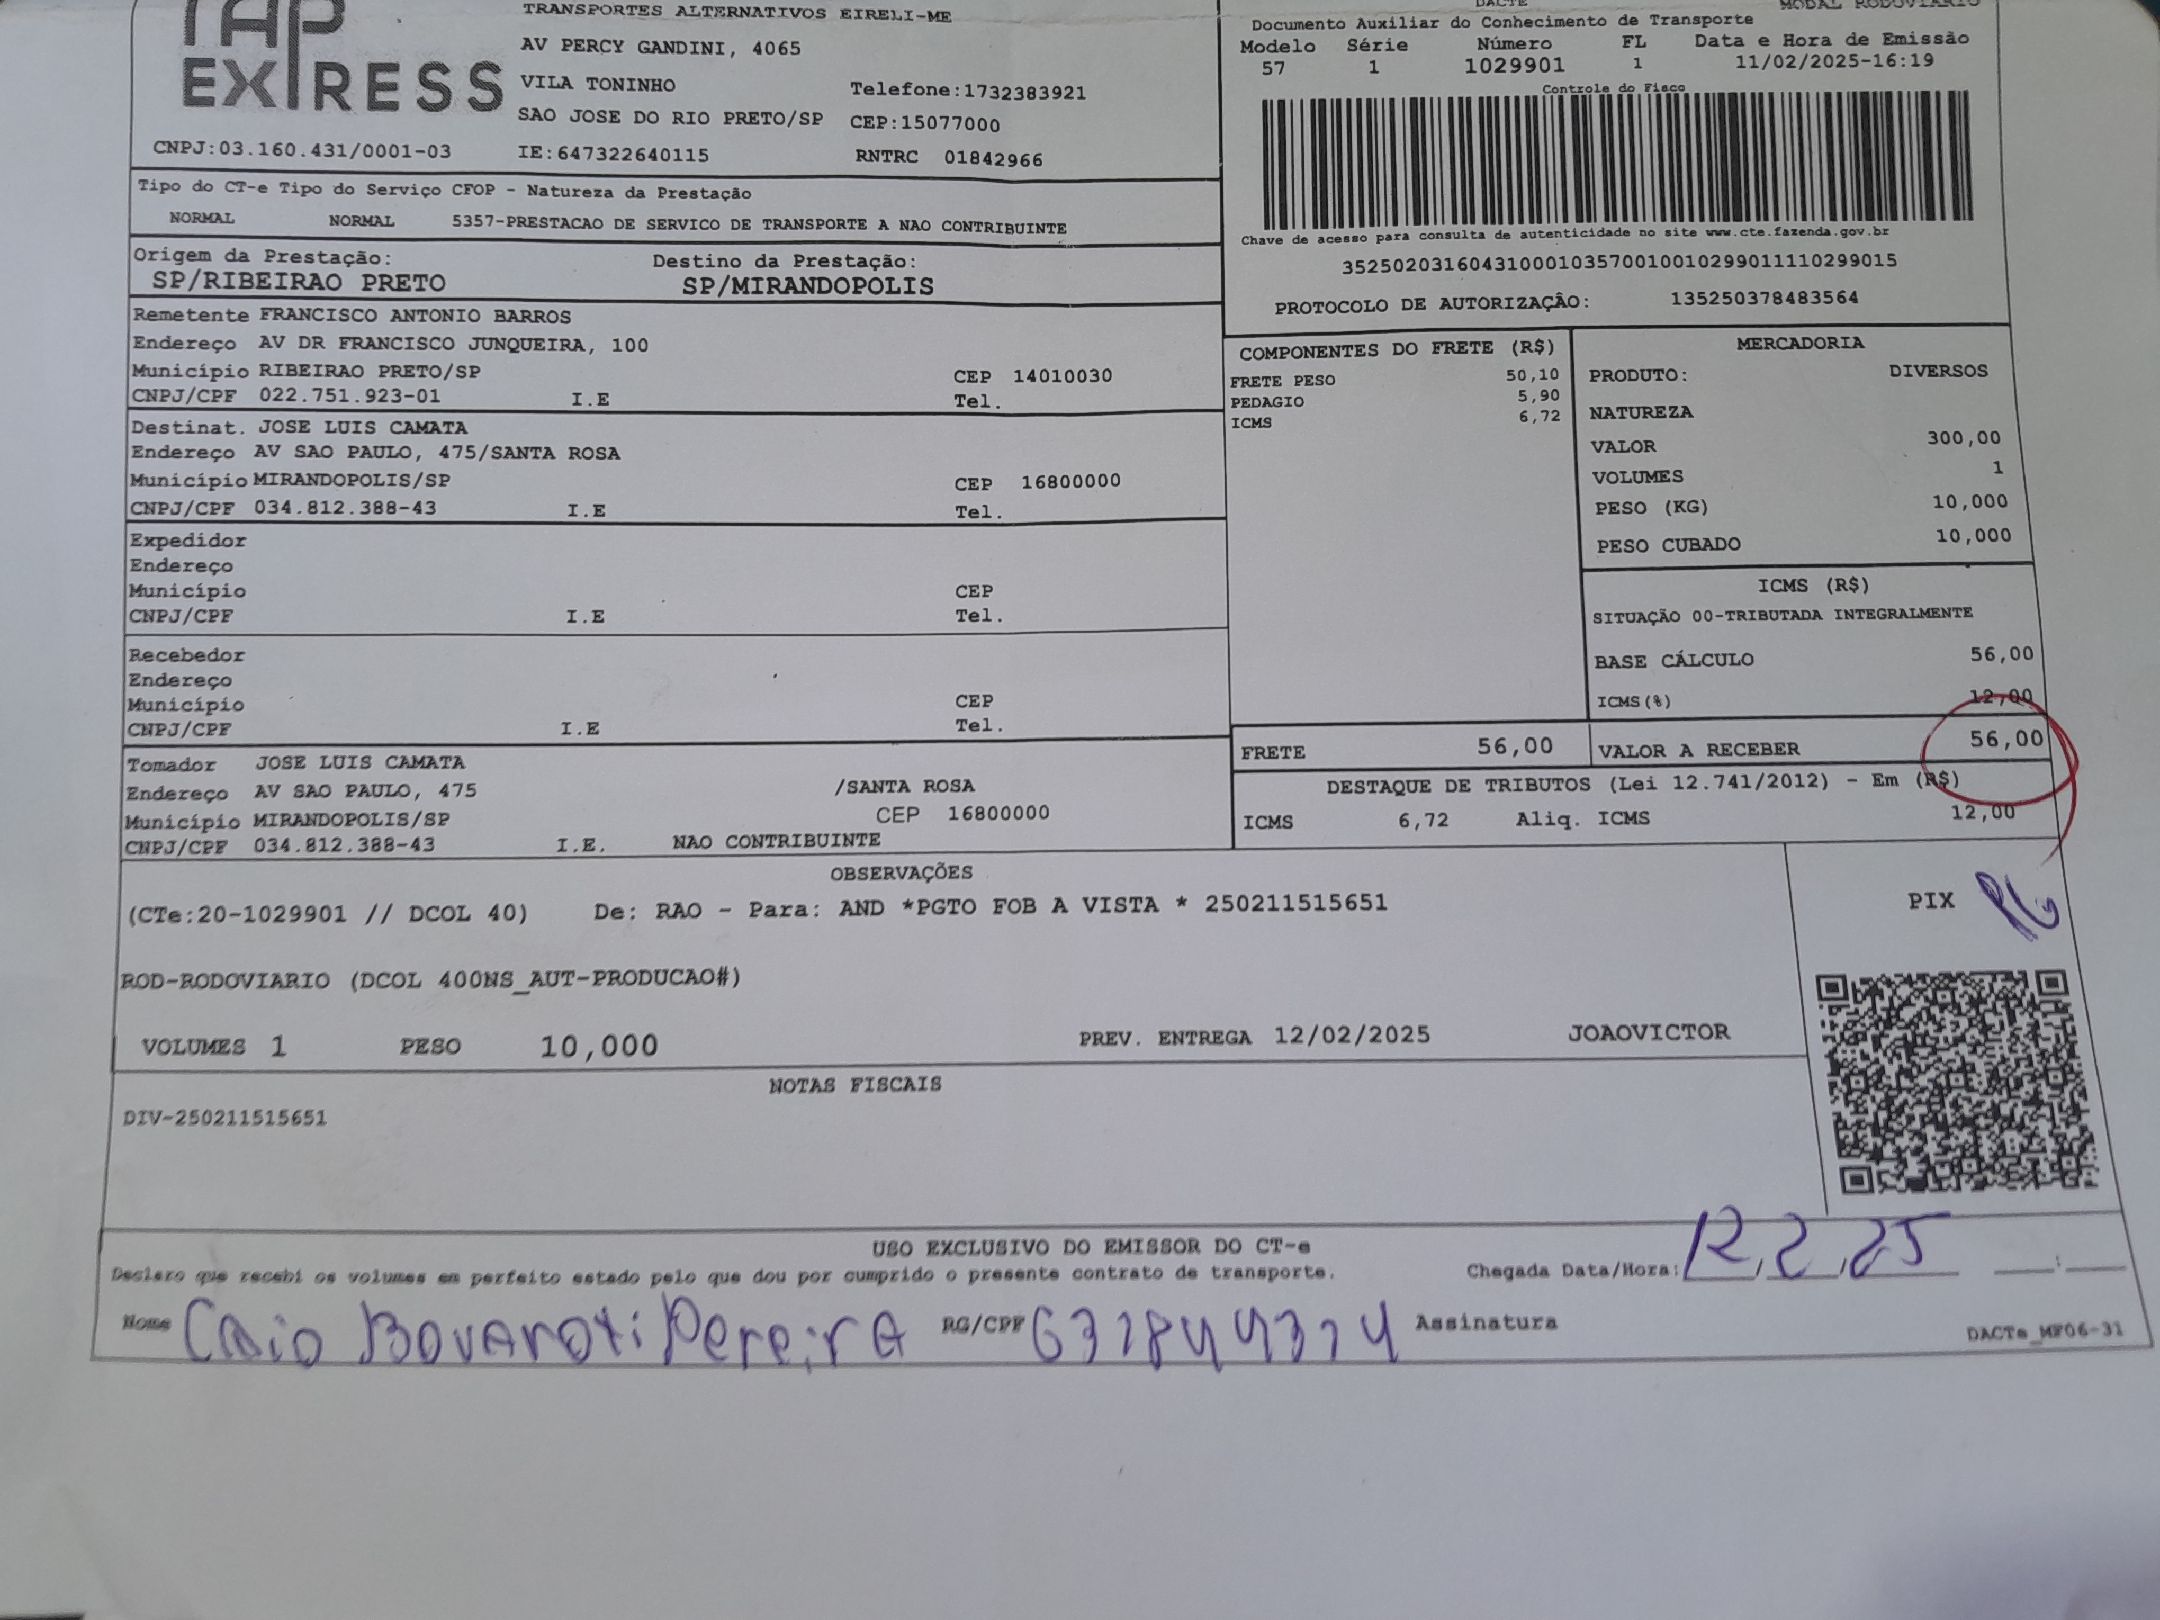 TAP
EXPRESS
TRANSPORTES ALTERNATIVOS EIRELI-ME
AV PERCY GANDINI, 4065
VILA TONINHO Telefone:1732383921
SAO JOSE DO RIO PRETO/SP CEP:15077000
CNPJ:03.160.431/0001-03 IE:647322640115 RNTRC 01842966
DACTE MODAL RODOVIARIO
Documento Auxiliar do Conhecimento de Transporte
Modelo Série Número FL Data e Hora de Emissão
57 1 1029901 1 11/02/2025-16:19
Controle do Fisco
Chave de acesso para consulta de autenticidade no site www.cte.fazenda.gov.br
35250203160431000103570010010299011110299015
PROTOCOLO DE AUTORIZAÇÃO: 135250378483564
Tipo do CT-e Tipo do Serviço CFOP - Natureza da Prestação
NORMAL NORMAL 5357-PRESTACAO DE SERVICO DE TRANSPORTE A NAO CONTRIBUINTE
Origem da Prestação: Destino da Prestação:
SP/RIBEIRAO PRETO SP/MIRANDOPOLIS
Remetente FRANCISCO ANTONIO BARROS
Endereço AV DR FRANCISCO JUNQUEIRA, 100
Município RIBEIRAO PRETO/SP CEP 14010030
CNPJ/CPF 022.751.923-01 I.E Tel.
Destinat. JOSE LUIS CAMATA
Endereço AV SAO PAULO, 475/SANTA ROSA
Município MIRANDOPOLIS/SP CEP 16800000
CNPJ/CPF 034.812.388-43 I.E Tel.
Expedidor
Endereço
Município CEP
CNPJ/CPF I.E Tel.
Recebedor
Endereço
Município CEP
CNPJ/CPF I.E Tel.
Tomador JOSE LUIS CAMATA
Endereço AV SAO PAULO, 475 /SANTA ROSA
Município MIRANDOPOLIS/SP CEP 16800000
CNPJ/CPF 034.812.388-43 I.E. NAO CONTRIBUINTE
COMPONENTES DO FRETE (R$)
FRETE PESO 50,10
PEDAGIO 5,90
ICMS 6,72
MERCADORIA
PRODUTO: DIVERSOS
NATUREZA
VALOR 300,00
VOLUMES 1
PESO (KG) 10,000
PESO CUBADO 10,000
ICMS (R$)
SITUAÇÃO 00-TRIBUTADA INTEGRALMENTE
BASE CÁLCULO 56,00
ICMS(%) 12,00
FRETE 56,00 VALOR A RECEBER 56,00
DESTAQUE DE TRIBUTOS (Lei 12.741/2012) - Em (R$)
ICMS 6,72 Aliq. ICMS 12,00
OBSERVAÇÕES
(CTe:20-1029901 // DCOL 40) De: RAO - Para: AND *PGTO FOB A VISTA * 250211515651
PIX PG
ROD-RODOVIARIO (DCOL 400NS_AUT-PRODUCAO#)
VOLUMES 1 PESO 10,000 PREV. ENTREGA 12/02/2025 JOAOVICTOR
NOTAS FISCAIS
DIV-250211515651
USO EXCLUSIVO DO EMISSOR DO CT-e
Declaro que recebi os volumes em perfeito estado pelo que dou por cumprido o presente contrato de transporte. Chegada Data/Hora: 12, 2, 25 :
Nome Caio Bovaroti Pereira RG/CPF 637844374 Assinatura
DACTe_MF06-31